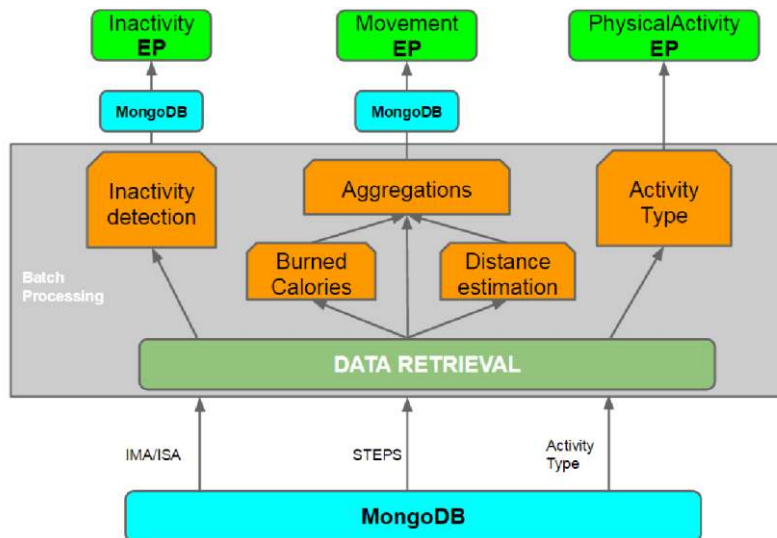 Inactivity
EP
Movement
EP
PhysicalActivity
EP
MongoDB
MongoDB
Inactivity
detection
Aggregations
Activity
Type
Burned
Calories
Distance
estimation
Batch
Processing
DATA RETRIEVAL
IMA/ISA
STEPS
Activity
Type
MongoDB